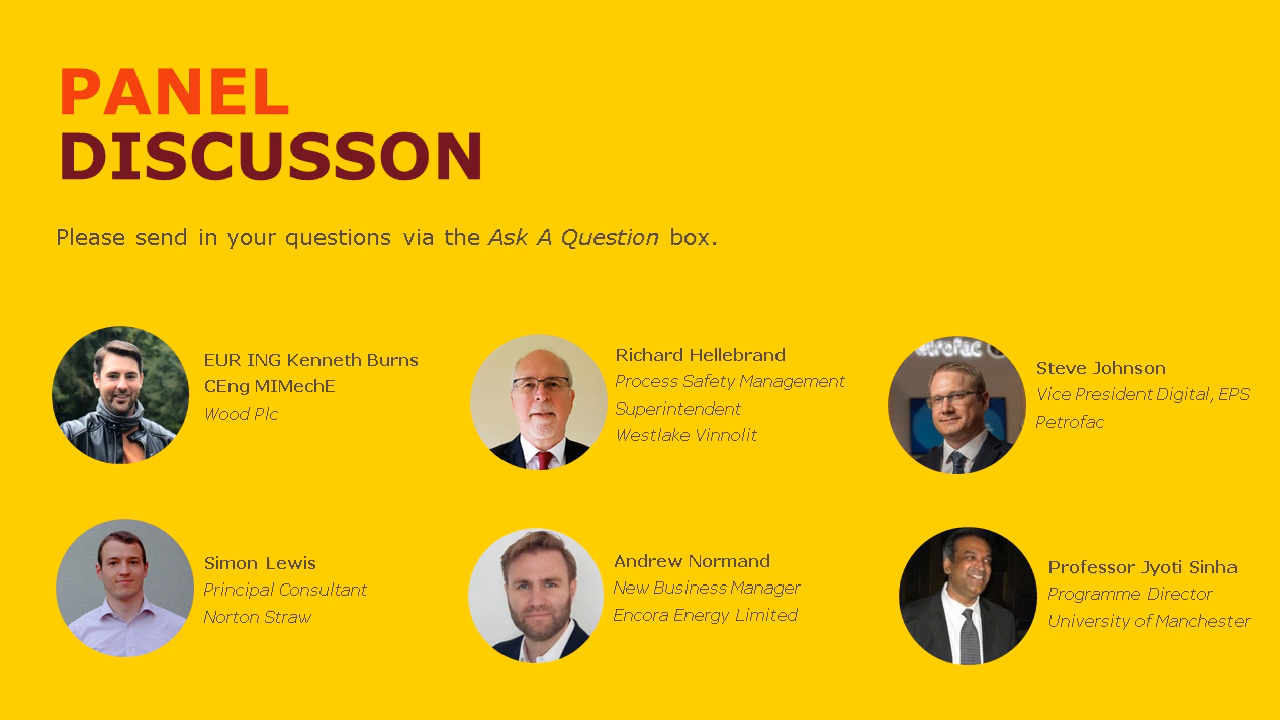 PANEL
DISCUSSON
Please send in your questions via the Ask A Question box.
EUR ING Kenneth Burns
CEng MIMechE
Wood Plc
Richard Hellebrand
Process Safety Management
Superintendent
Westlake Vinnolit
Steve Johnson
Vice President Digital, EPS
Petrofac
Simon Lewis
Principal Consultant
Norton Straw
Andrew Normand
New Business Manager
Encora Energy Limited
Professor Jyoti Sinha
Programme Director
University of Manchester